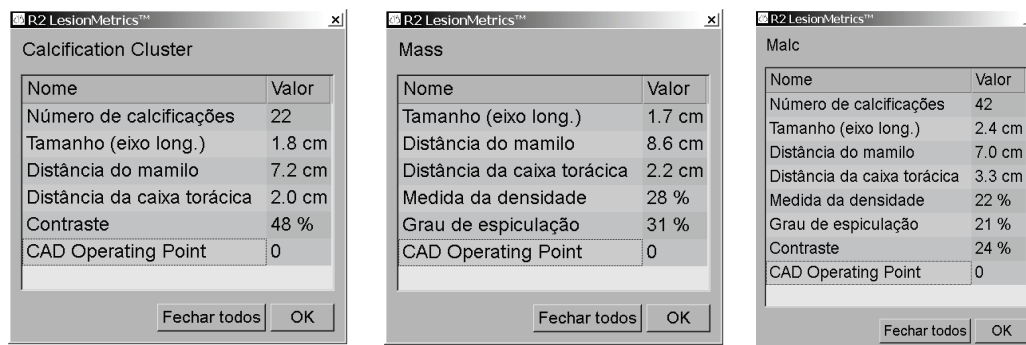 R2 LesionMetrics™
Calcification Cluster
Nome Valor
Número de calcificações 22
Tamanho (eixo long.) 1.8 cm
Distância do mamilo 7.2 cm
Distância da caixa torácica 2.0 cm
Contraste 48 %
CAD Operating Point 0
Fechar todos OK
R2 LesionMetrics™
Mass
Nome Valor
Tamanho (eixo long.) 1.7 cm
Distância do mamilo 8.6 cm
Distância da caixa torácica 2.2 cm
Medida da densidade 28 %
Grau de espiculação 31 %
CAD Operating Point 0
Fechar todos OK
R2 LesionMetrics™
Malc
Nome Valor
Número de calcificações 42
Tamanho (eixo long.) 2.4 cm
Distância do mamilo 7.0 cm
Distância da caixa torácica 3.3 cm
Medida da densidade 22 %
Grau de espiculação 21 %
Contraste 24 %
CAD Operating Point 0
Fechar todos OK